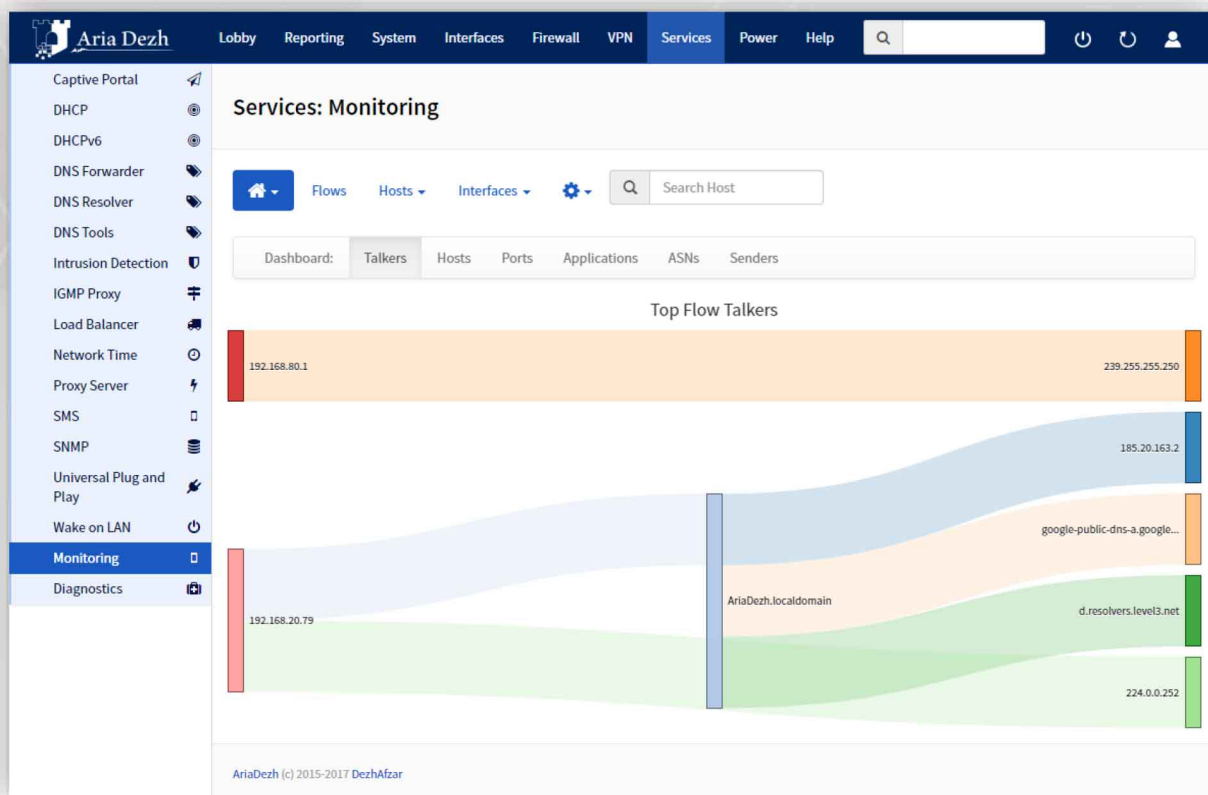 Aria Dezh
Lobby Reporting System Interfaces Firewall VPN Services Power Help
Captive Portal
DHCP
DHCPv6
DNS Forwarder
DNS Resolver
DNS Tools
Intrusion Detection
IGMP Proxy
Load Balancer
Network Time
Proxy Server
SMS
SNMP
Universal Plug and
Play
Wake on LAN
Monitoring
Diagnostics
Services: Monitoring
Flows Hosts Interfaces Search Host
Dashboard: Talkers Hosts Ports Applications ASNs Senders
Top Flow Talkers
192.168.80.1 239.255.255.250
185.20.163.2
google-public-dns-a.google...
AriaDezh.localdomain
d.resolvers.level3.net
192.168.20.79
224.0.0.252
AriaDezh (c) 2015-2017 DezhAfzar